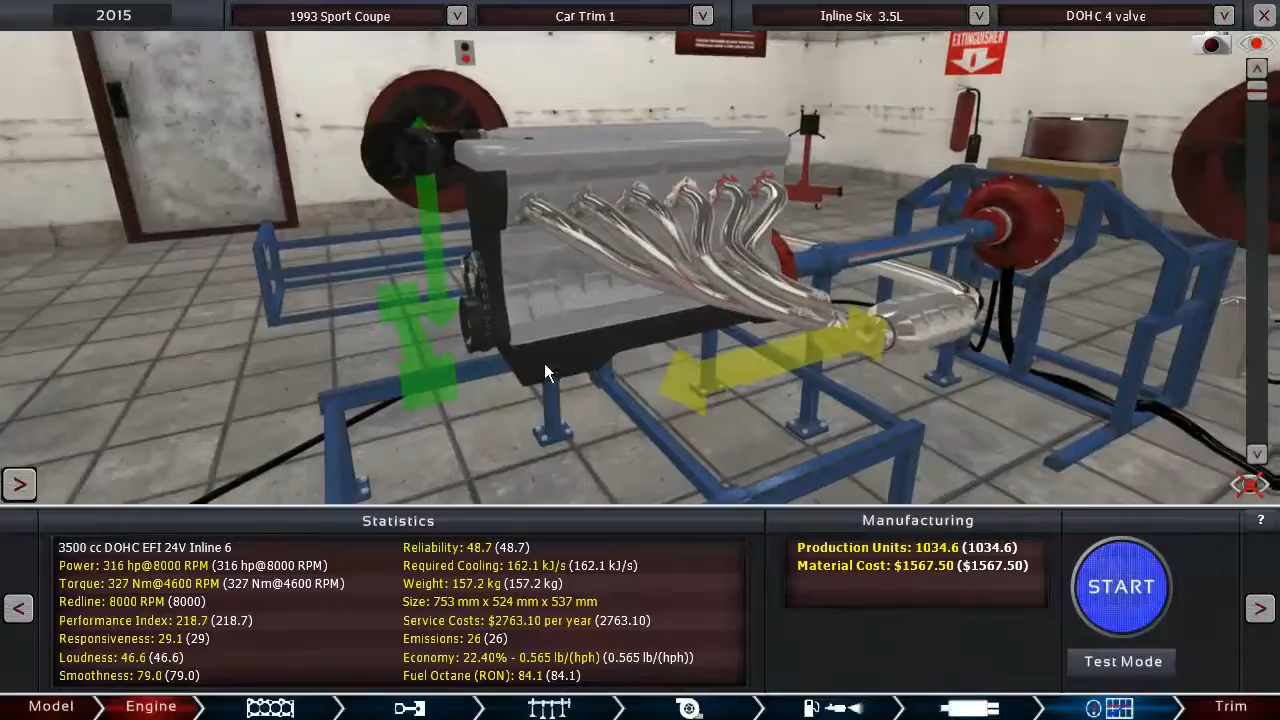 2015
1993 Sport Coupe
Car Trim 1
Inline Six 3.5L
DOHC 4 valve
EXTINGUISHER
Statistics
3500 cc DOHC EFI 24V Inline 6
Power: 316 hp@8000 RPM (316 hp@8000 RPM)
Torque: 327 Nm@4600 RPM (327 Nm@4600 RPM)
Redline: 8000 RPM (8000)
Performance Index: 218.7 (218.7)
Responsiveness: 29.1 (29)
Loudness: 46.6 (46.6)
Smoothness: 79.0 (79.0)
Reliability: 48.7 (48.7)
Required Cooling: 162.1 kJ/s (162.1 kJ/s)
Weight: 157.2 kg (157.2 kg)
Size: 753 mm x 524 mm x 537 mm
Service Costs: $2763.10 per year (2763.10)
Emissions: 26 (26)
Economy: 22.40% - 0.565 lb/(hph) (0.565 lb/(hph))
Fuel Octane (RON): 84.1 (84.1)
Manufacturing
Production Units: 1034.6 (1034.6)
Material Cost: $1567.50 ($1567.50)
?
START
Test Mode
Model
Engine
Trim